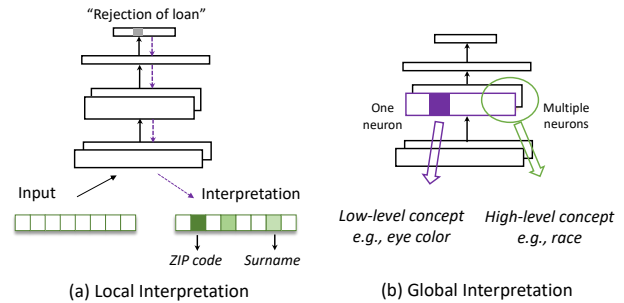 “Rejection of loan”
Input
Interpretation
ZIP code
Surname
(a) Local Interpretation
One
neuron
Multiple
neurons
Low-level concept
e.g., eye color
High-level concept
e.g., race
(b) Global Interpretation